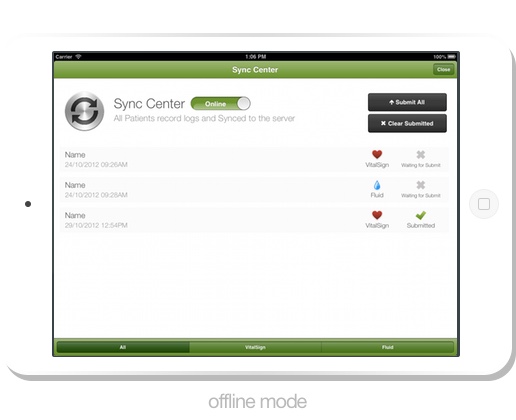 Carrier 1:06 PM 100%
Sync Center Close
Sync Center Online Submit All
All Patients record logs and Synced to the server
Clear Submitted
Name
24/10/2012 09:26AM VitalSign Waiting for Submit
Name
24/10/2012 09:28AM Fluid Waiting for Submit
Name
29/10/2012 12:54PM VitalSign Submitted
All VitalSign Fluid
offline mode